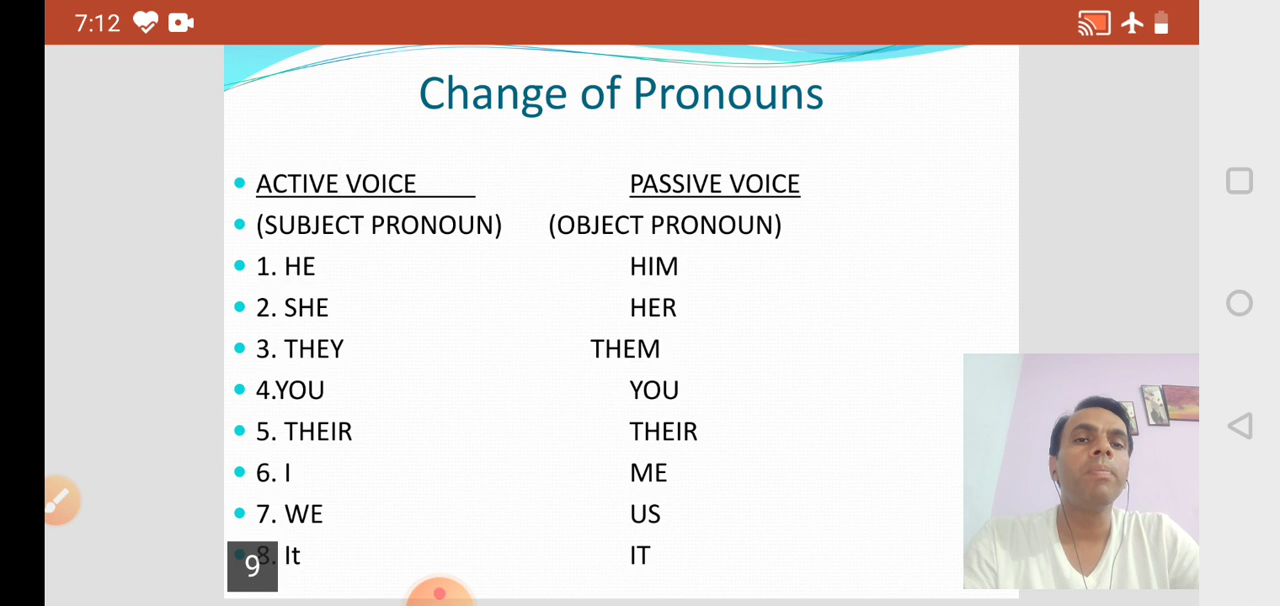 7:12
Change of Pronouns
ACTIVE VOICE PASSIVE VOICE
(SUBJECT PRONOUN) (OBJECT PRONOUN)
1. HE HIM
2. SHE HER
3. THEY THEM
4.YOU YOU
5. THEIR THEIR
6. I ME
7. WE US
8. It IT
9